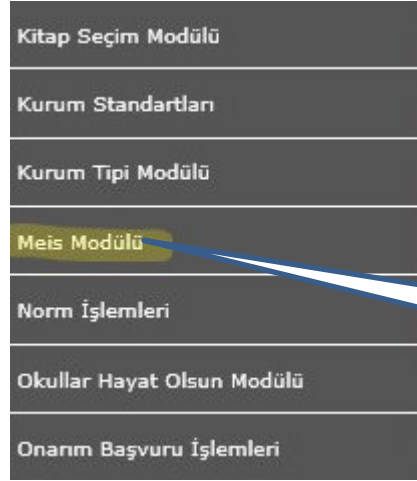 Kitap Seçim Modülü
Kurum Standartları
Kurum Tipi Modülü
Meis Modülü
Norm İşlemleri
Okullar Hayat Olsun Modülü
Onarım Başvuru İşlemleri